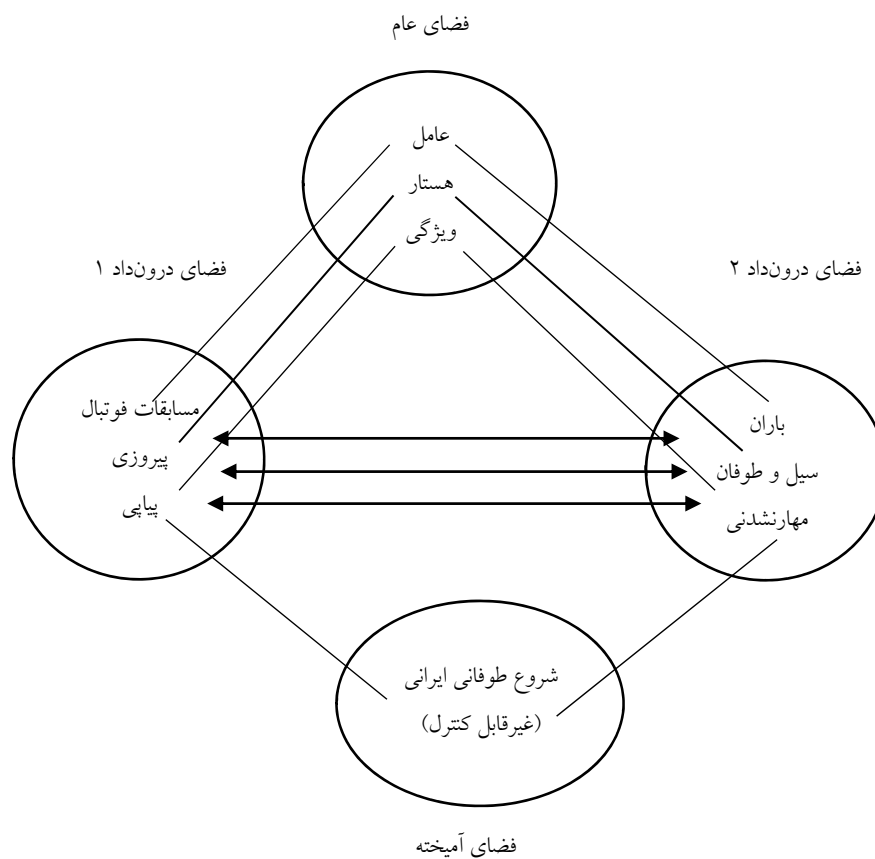 فضای عام
عامل
هستار
ویژگی
فضای درون‌داد ۱
فضای درون‌داد ۲
مسابقات فوتبال
پیروزی
پیاپی
باران
سیل و طوفان
مهارنشدنی
شروع طوفانی ایرانی
(غیرقابل کنترل)
فضای آمیخته